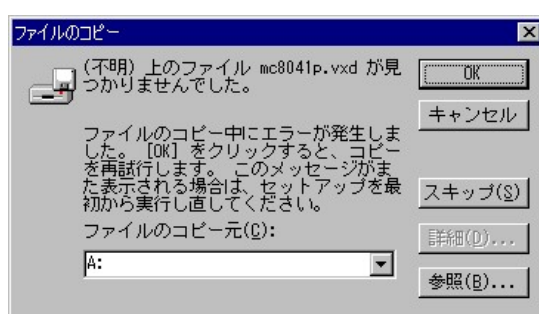 ファイルのコピー
(不明) 上のファイル mc8041p.vxd が見
つかりませんでした。
ファイルのコピー中にエラーが発生しま
した。 [OK] をクリックすると、コピー
を再試行します。 このメッセージがま
た表示される場合は、セットアップを最
初から実行し直してください。
ファイルのコピー元(C):
A:
OK
キャンセル
スキップ(S)
詳細(D)...
参照(B)...